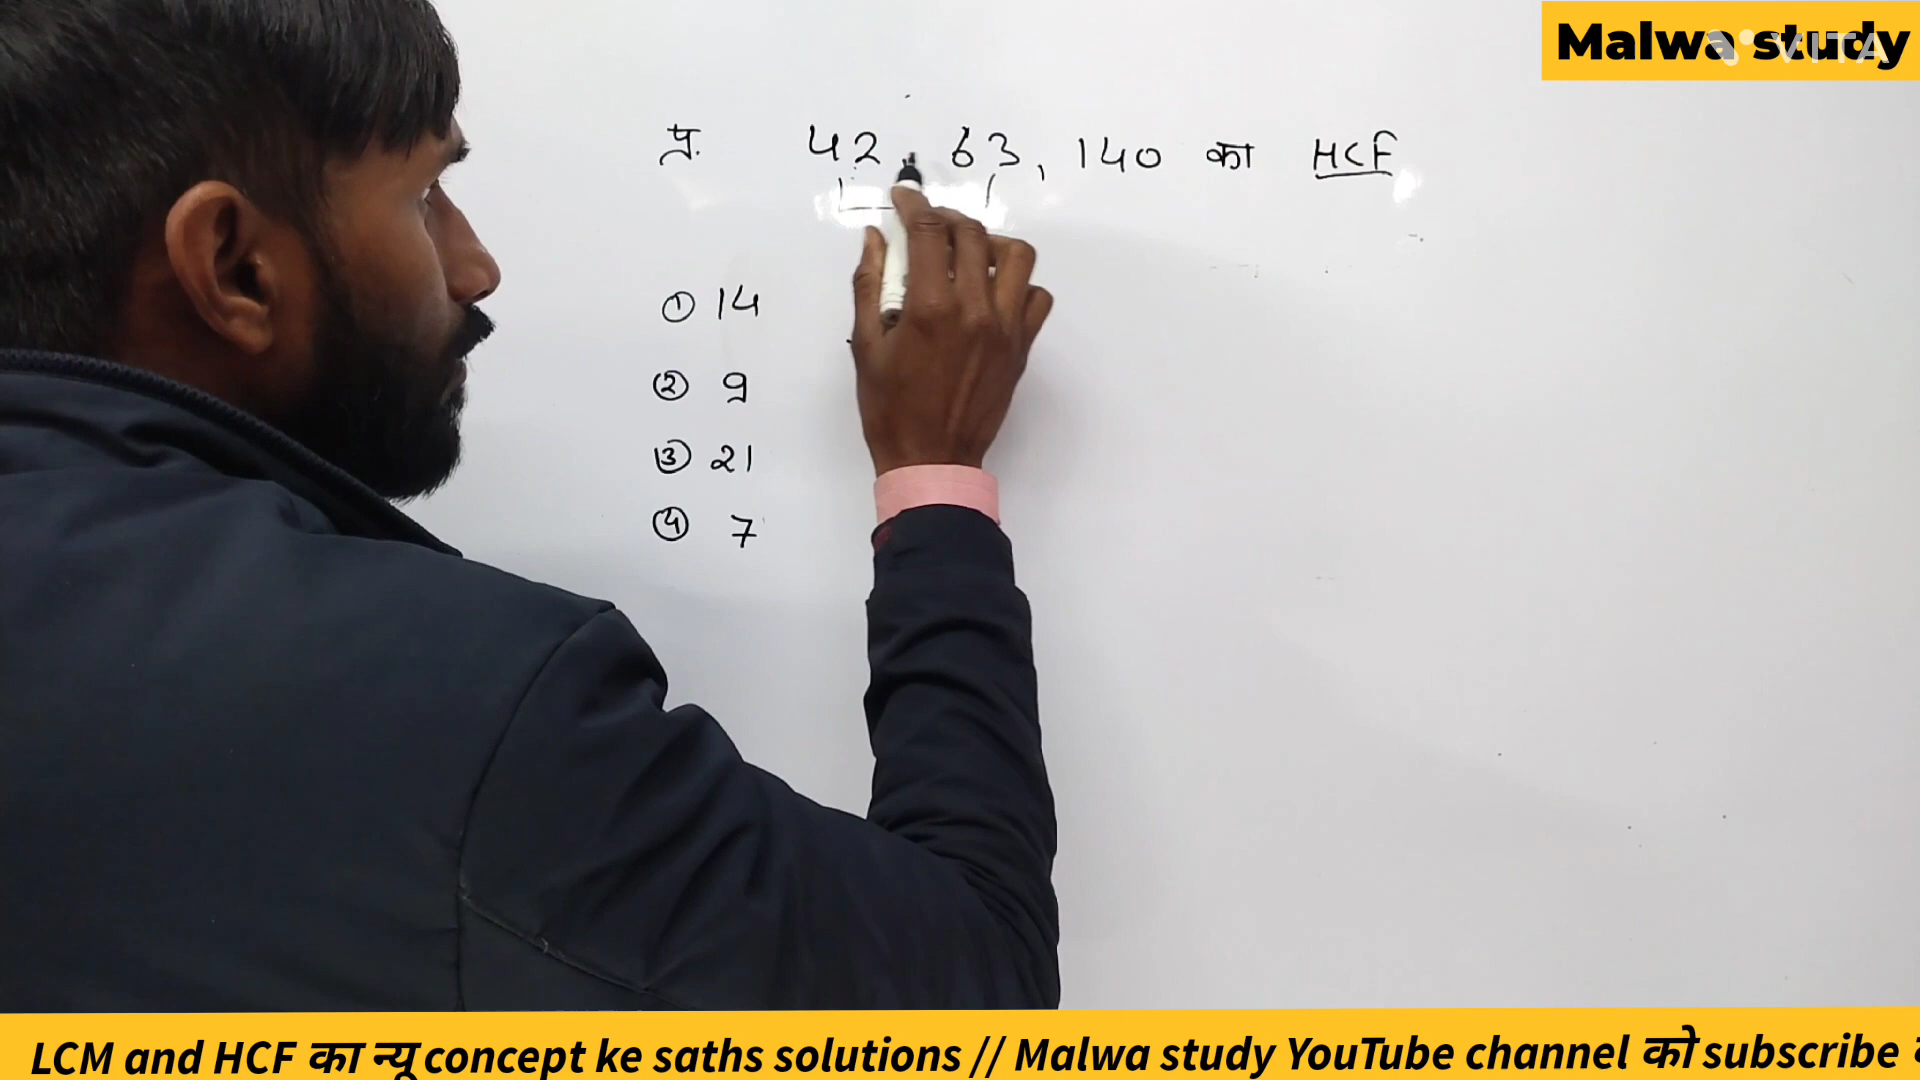 Malwa study
VITA
प्र. 42, 63, 140 का HCF
① 14
② 9
③ 21
④ 7
LCM and HCF का न्यू concept ke saths solutions // Malwa study YouTube channel को subscribe